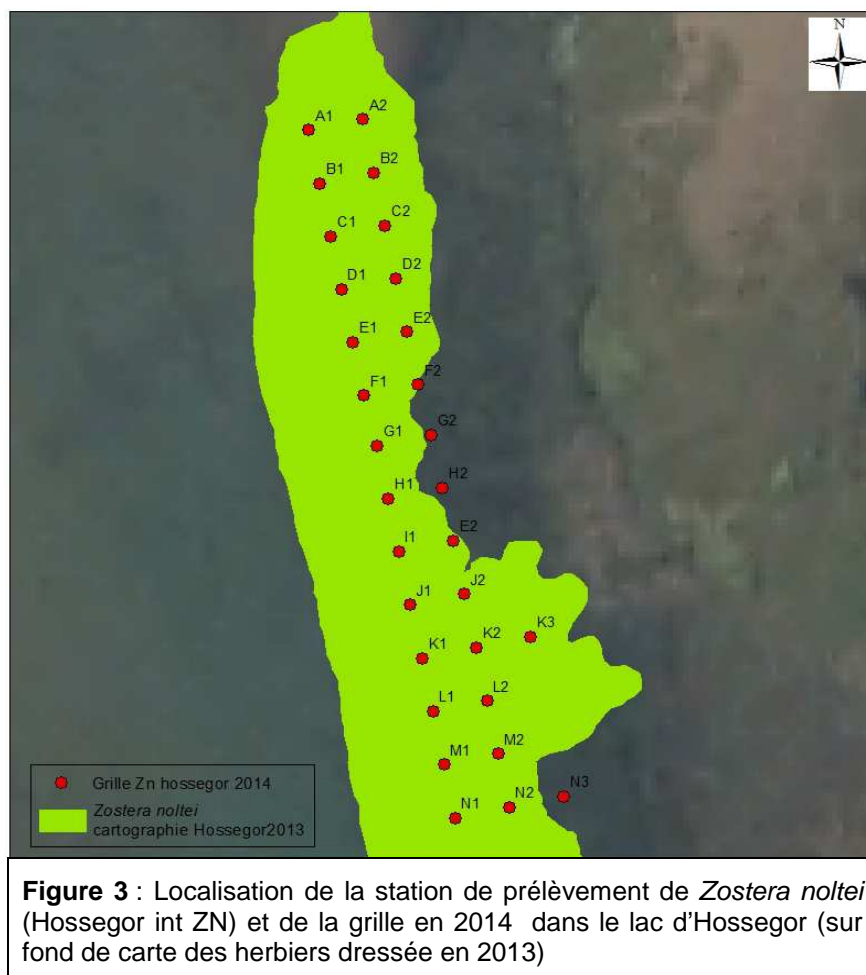 N
A1 A2
B1 B2
C1 C2
D1 D2
E1 E2
F1 F2
G1 G2
H1 H2
I1 E2
J1 J2
K1 K2 K3
L1 L2
M1 M2
N1 N2 N3
Grille Zn hossegor 2014
Zostera noltei
cartographie Hossegor2013
Figure 3 : Localisation de la station de prélèvement de Zostera noltei
(Hossegor int ZN) et de la grille en 2014 dans le lac d'Hossegor (sur
fond de carte des herbiers dressée en 2013)